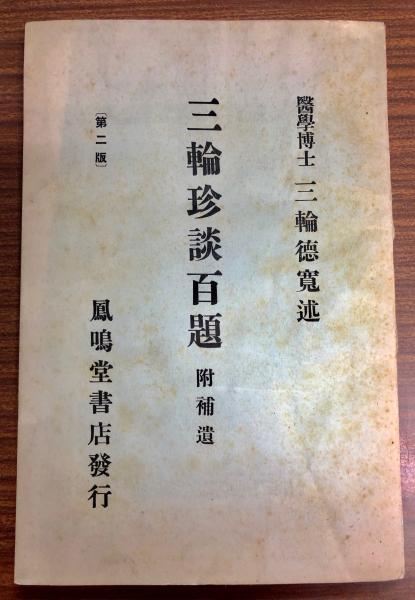 醫學博士 三輪德寬述
三輪珍談百題 附補遺
〔第二版〕
鳳鳴堂書店發行